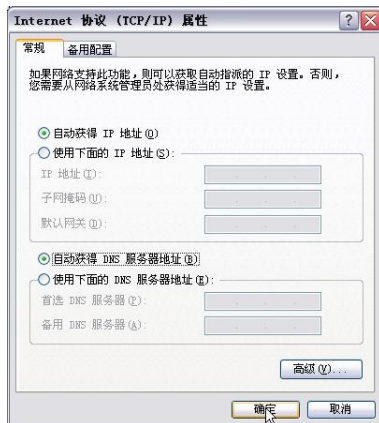 Internet 协议 (TCP/IP) 属性
常规 备用配置
如果网络支持此功能，则可以获取自动指派的 IP 设置。否则，
您需要从网络系统管理员处获得适当的 IP 设置。
自动获得 IP 地址(O)
使用下面的 IP 地址(S):
IP 地址(I):
子网掩码(U):
默认网关(D):
自动获得 DNS 服务器地址(B)
使用下面的 DNS 服务器地址(E):
首选 DNS 服务器(P):
备用 DNS 服务器(A):
高级(V)...
确定 取消